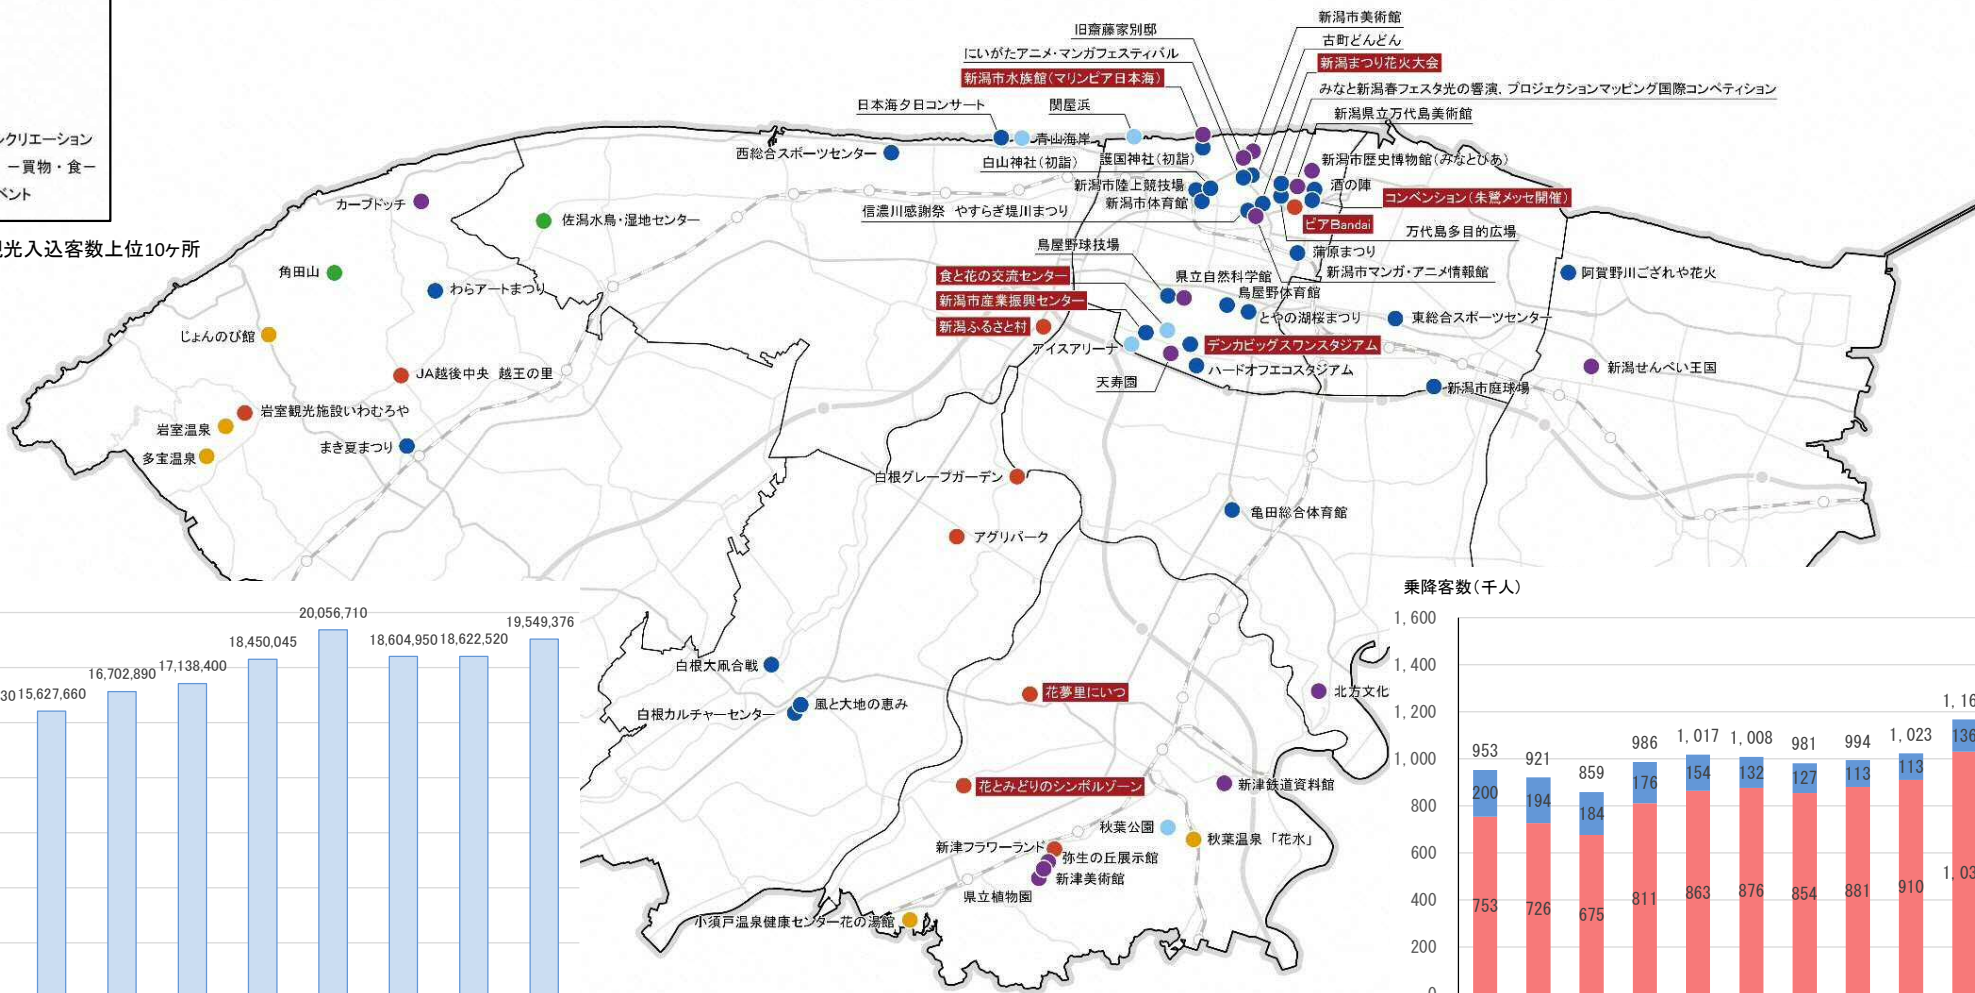 クリエーション
－買物・食－
ベント
光入込客数上位10ヶ所
新潟市美術館
旧齋藤家別邸
古町どんどん
にいがたアニメ・マンガフェスティバル
新潟まつり花火大会
新潟市水族館(マリンピア日本海)
みなと新潟春フェスタ光の響演、プロジェクションマッピング国際コンペティション
日本海夕日コンサート
関屋浜
新潟県立万代島美術館
青山海岸
西総合スポーツセンター
白山神社(初詣)
護国神社(初詣)
新潟市歴史博物館(みなとぴあ)
新潟市陸上競技場
酒の陣
カーブドッチ
新潟市体育館
コンベンション(朱鷺メッセ開催)
佐潟水鳥・湿地センター
信濃川感謝祭 やすらぎ堤川まつり
ピアBandai
万代島多目的広場
鳥屋野球技場
蒲原まつり
角田山
食と花の交流センター
県立自然科学館
新潟市マンガ・アニメ情報館
阿賀野川ござれや花火
わらアートまつり
新潟市産業振興センター
鳥屋野体育館
とやの湖桜まつり
東総合スポーツセンター
新潟ふるさと村
じょんのび館
アイスアリーナ
デンカビッグスワンスタジアム
JA越後中央 越王の里
天寿園
ハードオフエコスタジアム
新潟せんべい王国
新潟市庭球場
岩室観光施設いわむろや
岩室温泉
まき夏まつり
多宝温泉
白根グレープガーデン
亀田総合体育館
アグリパーク
白根大凧合戦
風と大地の恵み
白根カルチャーセンター
花夢里にいつ
北方文化
花とみどりのシンボルゾーン
新津鉄道資料館
秋葉公園
秋葉温泉「花水」
新津フラワーランド
弥生の丘展示館
新津美術館
県立植物園
小須戸温泉健康センター花の湯館
30
15,627,660
16,702,890
17,138,400
18,450,045
20,056,710
18,604,950
18,622,520
19,549,376
乗降客数(千人)
1,600
1,400
1,200
1,000
800
600
400
200
0
953
921
859
986
1,017
1,008
981
994
1,023
1,16
200
194
184
176
154
132
127
113
113
136
753
726
675
811
863
876
854
881
910
1,03